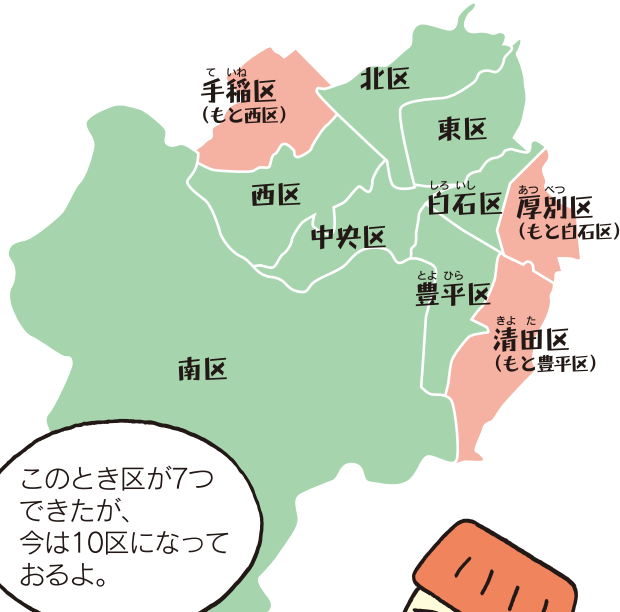 て いね
手稲区
(もと西区)
北区
東区
西区
しろ いし
白石区
あつ べつ
厚別区
(もと白石区)
中央区
とよ ひら
豊平区
きよ た
清田区
(もと豊平区)
南区
このとき区が7つ
できたが、
今は10区になって
おるよ。